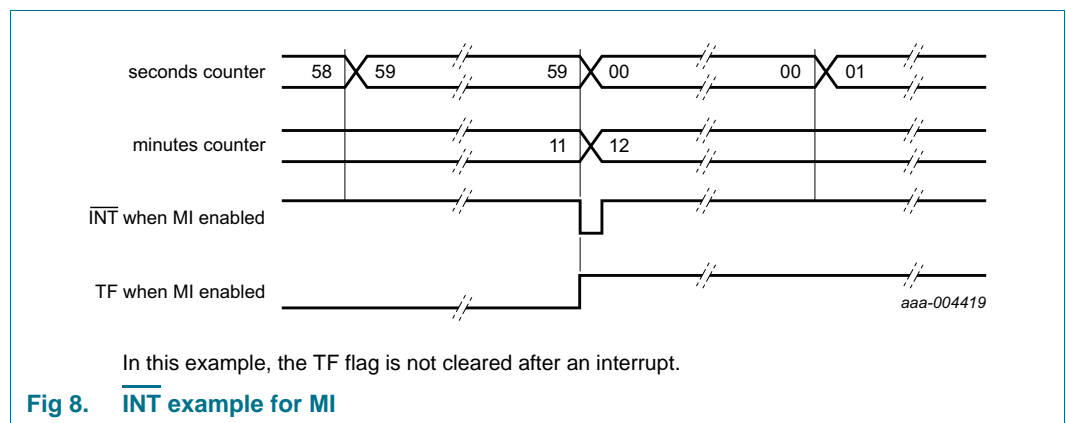 seconds counter 58 59 59 00 00 01
minutes counter 11 12
INT when MI enabled
TF when MI enabled
aaa-004419
In this example, the TF flag is not cleared after an interrupt.
Fig 8. INT example for MI